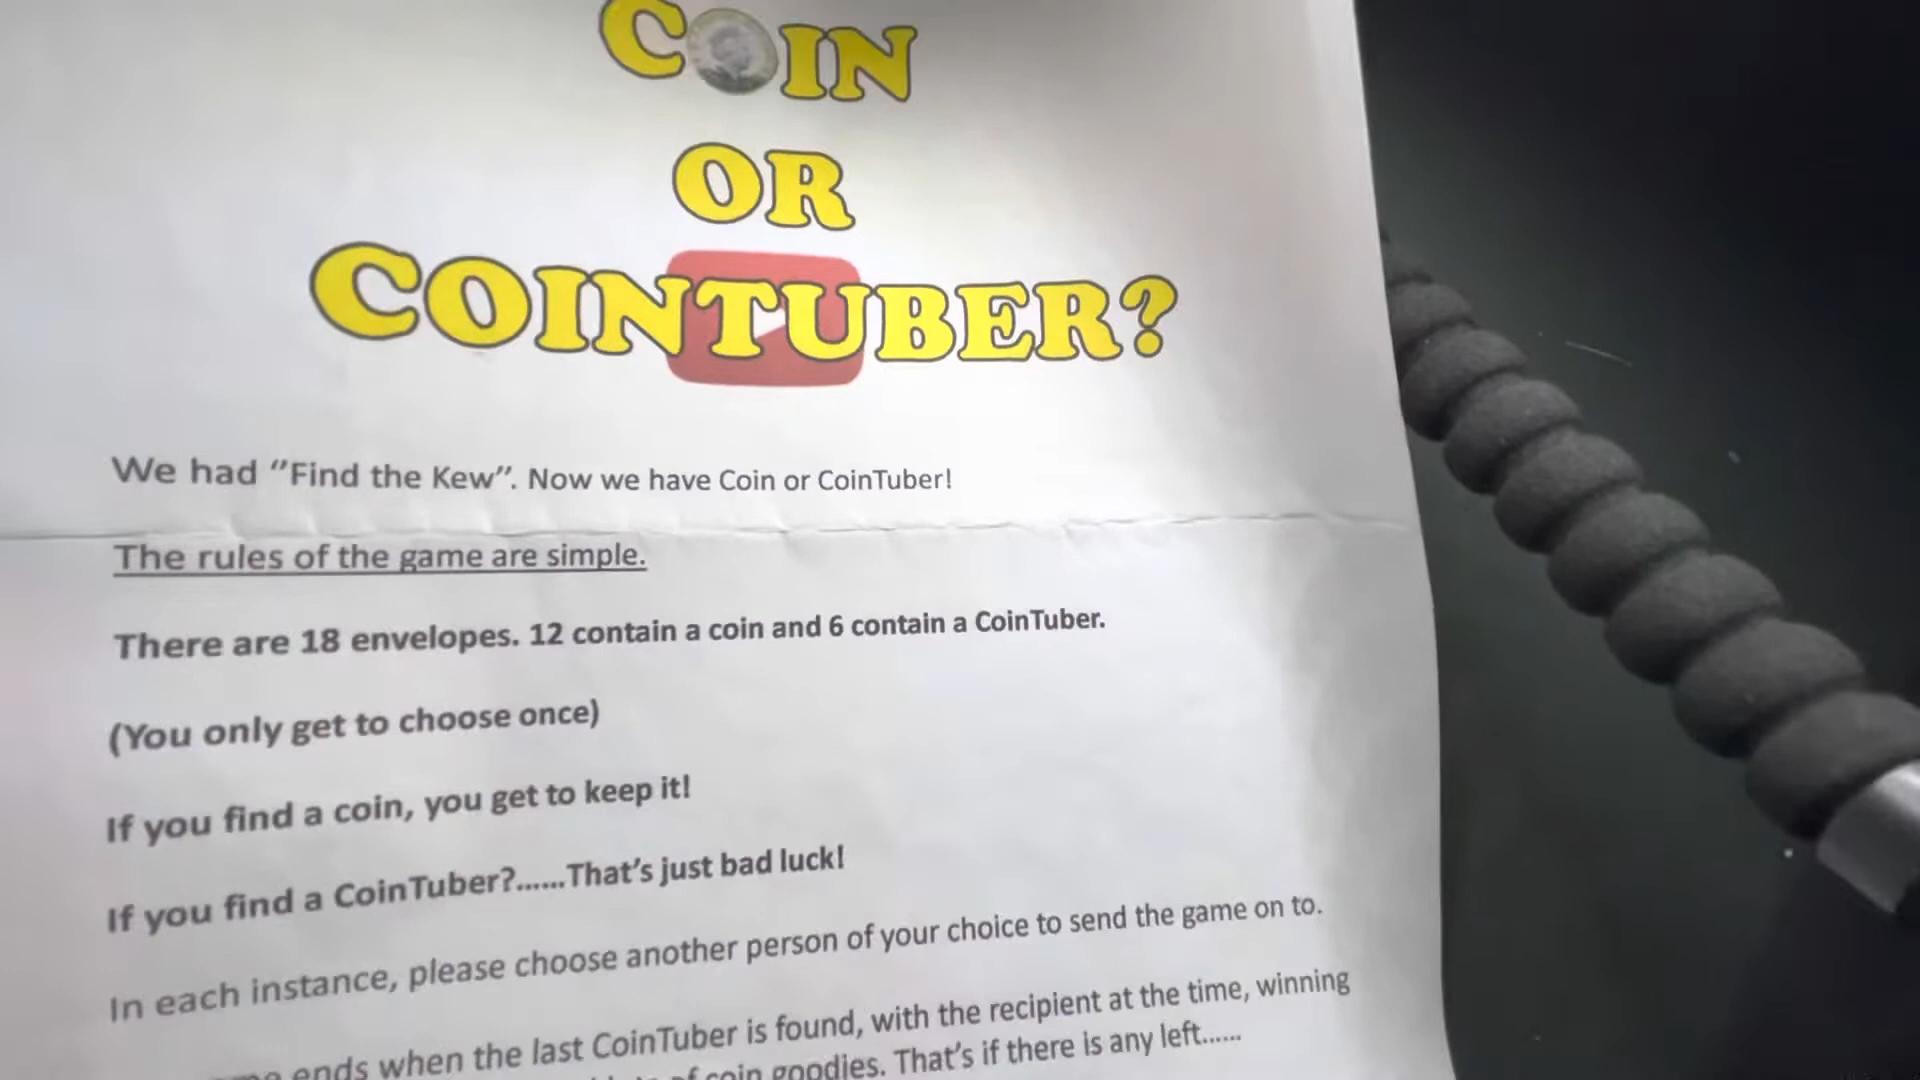 COIN
OR
COINTUBER?
We had “Find the Kew”. Now we have Coin or CoinTuber!
The rules of the game are simple.
There are 18 envelopes. 12 contain a coin and 6 contain a CoinTuber.
(You only get to choose once)
If you find a coin, you get to keep it!
If you find a CoinTuber?......That’s just bad luck!
In each instance, please choose another person of your choice to send the game on to.
ends when the last CoinTuber is found, with the recipient at the time, winning
of coin goodies. That’s if there is any left......